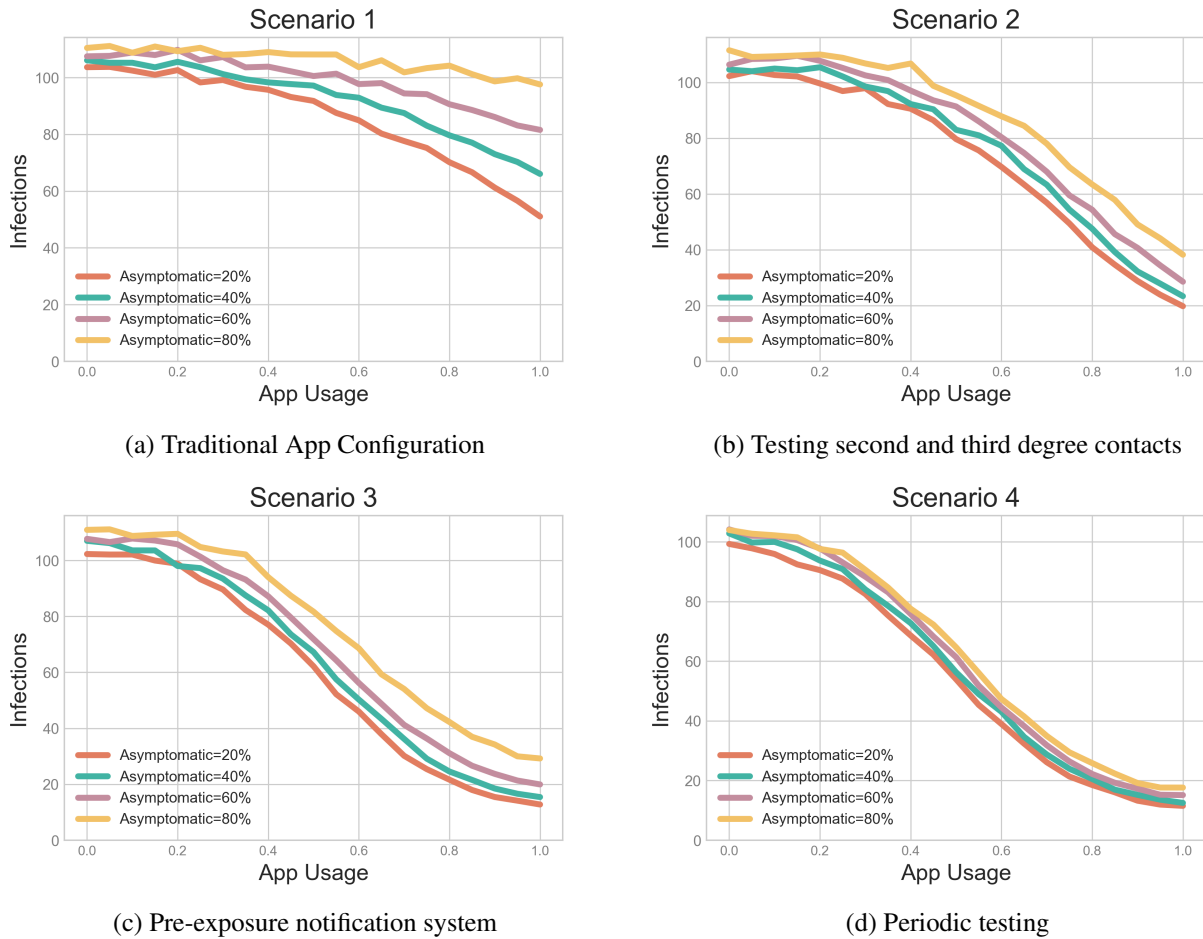 Scenario 1
Infections
100
80
60
40
20
0
Asymptomatic=20%
Asymptomatic=40%
Asymptomatic=60%
Asymptomatic=80%
0.0 0.2 0.4 0.6 0.8 1.0
App Usage
(a) Traditional App Configuration
Scenario 2
Infections
100
80
60
40
20
0
Asymptomatic=20%
Asymptomatic=40%
Asymptomatic=60%
Asymptomatic=80%
0.0 0.2 0.4 0.6 0.8 1.0
App Usage
(b) Testing second and third degree contacts
Scenario 3
Infections
100
80
60
40
20
0
Asymptomatic=20%
Asymptomatic=40%
Asymptomatic=60%
Asymptomatic=80%
0.0 0.2 0.4 0.6 0.8 1.0
App Usage
(c) Pre-exposure notification system
Scenario 4
Infections
100
80
60
40
20
0
Asymptomatic=20%
Asymptomatic=40%
Asymptomatic=60%
Asymptomatic=80%
0.0 0.2 0.4 0.6 0.8 1.0
App Usage
(d) Periodic testing